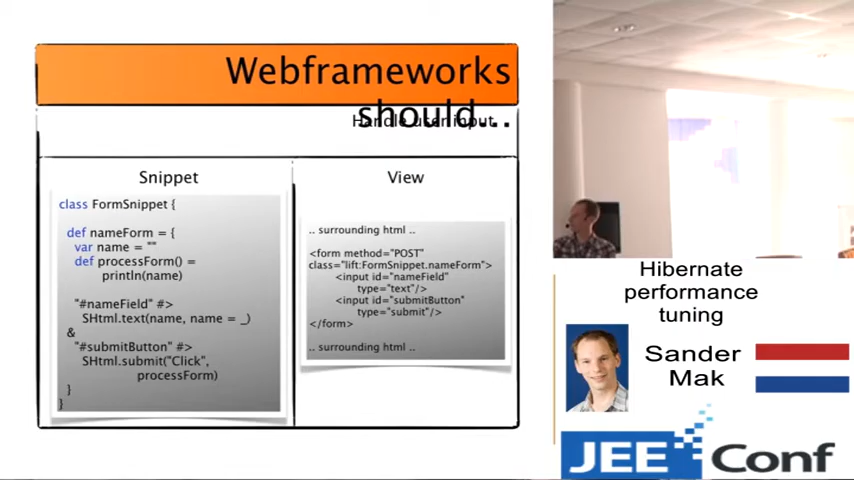 Webframeworks
should...
Handle user input
Snippet
class FormSnippet {
def nameForm = {
var name = ""
def processForm() =
println(name)
"#nameField" #>
SHtml.text(name, name = _)
&
"#submitButton" #>
SHtml.submit("Click",
processForm)
}
}
View
.. surrounding html ..
<form method="POST"
class="lift:FormSnippet.nameForm">
<input id="nameField"
type="text"/>
<input id="submitButton"
type="submit"/>
</form>
.. surrounding html ..
Hibernate
performance
tuning
Sander
Mak
JEE Conf